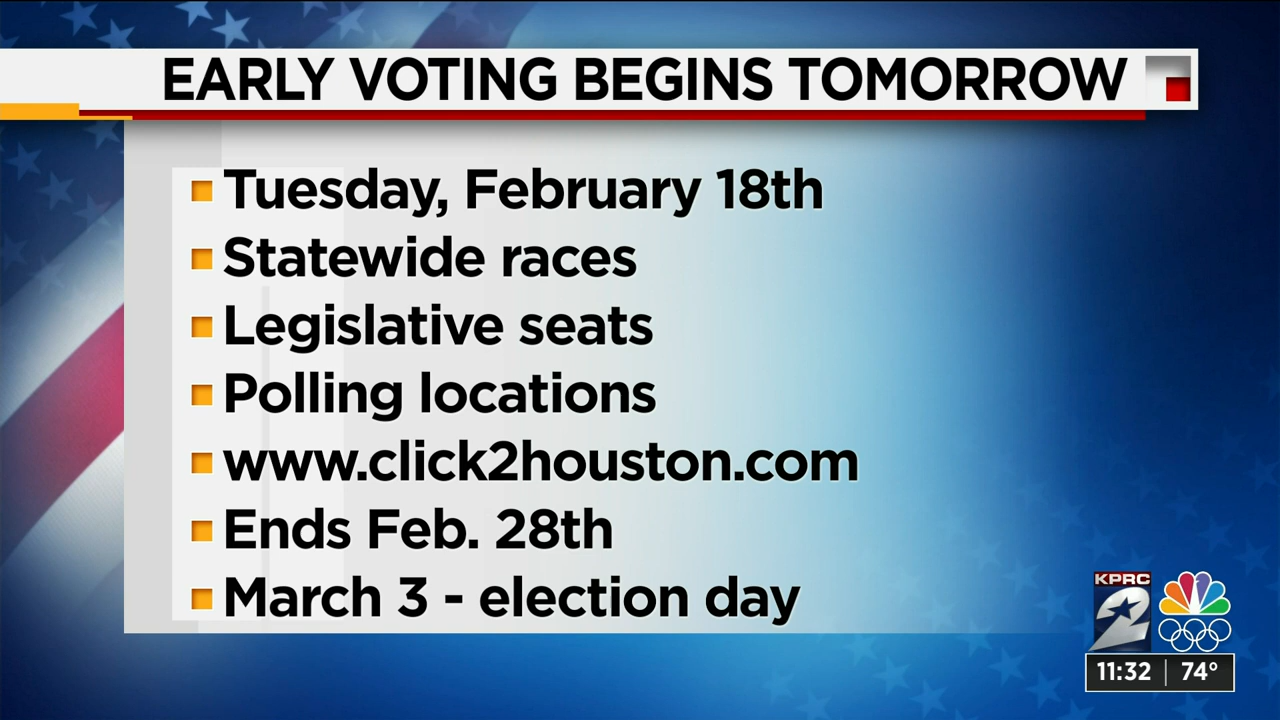 EARLY VOTING BEGINS TOMORROW
Tuesday, February 18th
Statewide races
Legislative seats
Polling locations
www.click2houston.com
Ends Feb. 28th
March 3 - election day
KPRC
2
11:32 | 74°